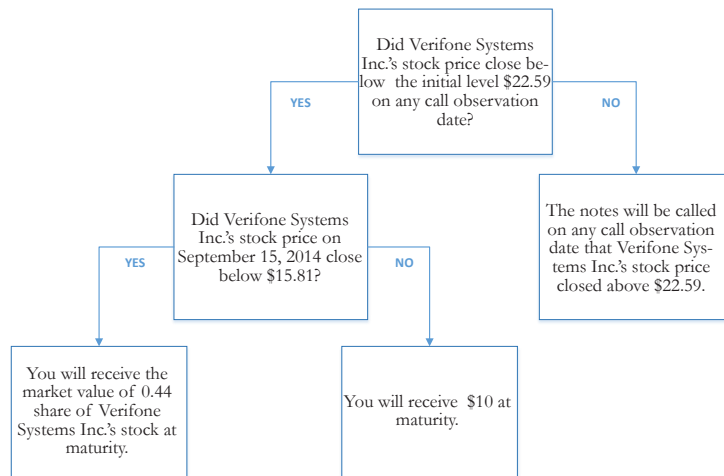 Did Verifone Systems
Inc.'s stock price close be-
low the initial level $22.59
on any call observation
date?
YES
NO
Did Verifone Systems
Inc.'s stock price on
September 15, 2014 close
below $15.81?
The notes will be called
on any call observation
date that Verifone Sys-
tems Inc.'s stock price
closed above $22.59.
YES
NO
You will receive the
market value of 0.44
share of Verifone
Systems Inc.'s stock at
maturity.
You will receive $10 at
maturity.